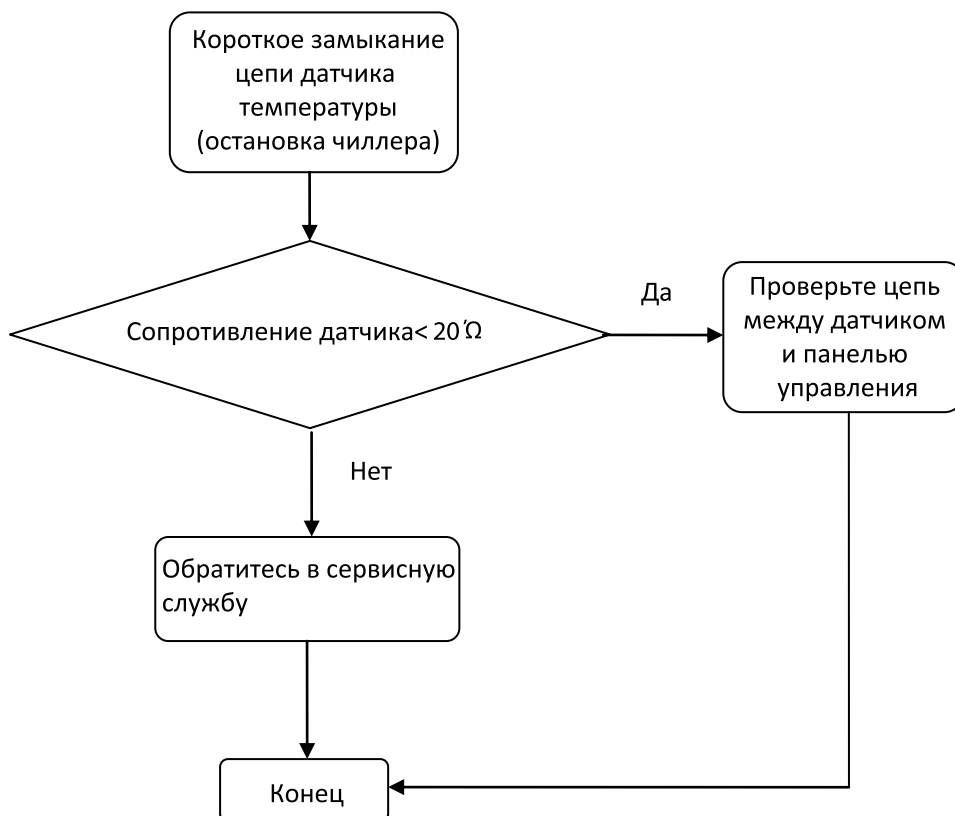 Короткое замыкание
цепи датчика
температуры
(остановка чиллера)
Сопротивление датчика< 20 Ώ
Да
Проверьте цепь
между датчиком
и панелью
управления
Нет
Обратитесь в сервисную
службу
Конец